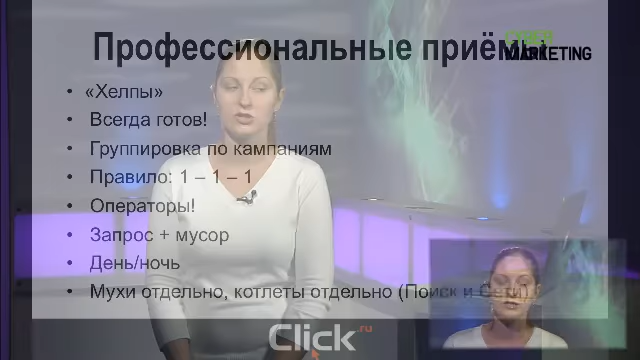 Профессиональные приёмы
CYBER
MARKETING
• «Хелпы»
• Всегда готов!
• Группировка по кампаниям
• Правило: 1 – 1 – 1
• Операторы!
• Запрос + мусор
• День/ночь
• Мухи отдельно, котлеты отдельно (Поиск и Сети)
Click.ru